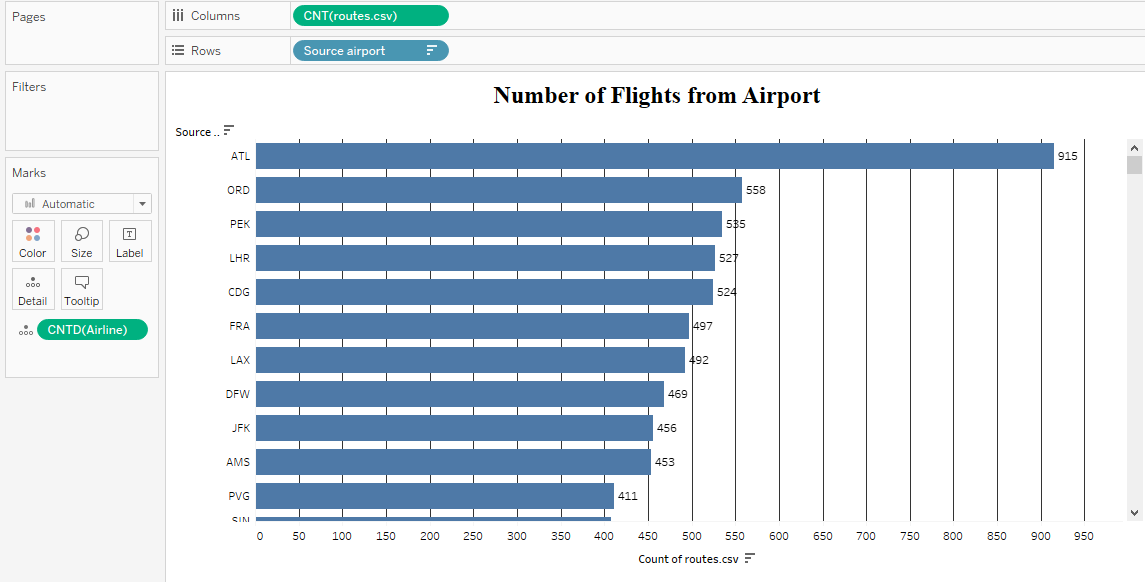 Pages
Columns
CNT(routes.csv)
Rows
Source airport
Filters
Marks
Automatic
Color
Size
Label
Detail
Tooltip
CNTD(Airline)
Number of Flights from Airport
Source ..
ATL 915
ORD 558
PEK 535
LHR 527
CDG 524
FRA 497
LAX 492
DFW 469
JFK 456
AMS 453
PVG 411
SIN
0 50 100 150 200 250 300 350 400 450 500 550 600 650 700 750 800 850 900 950
Count of routes.csv